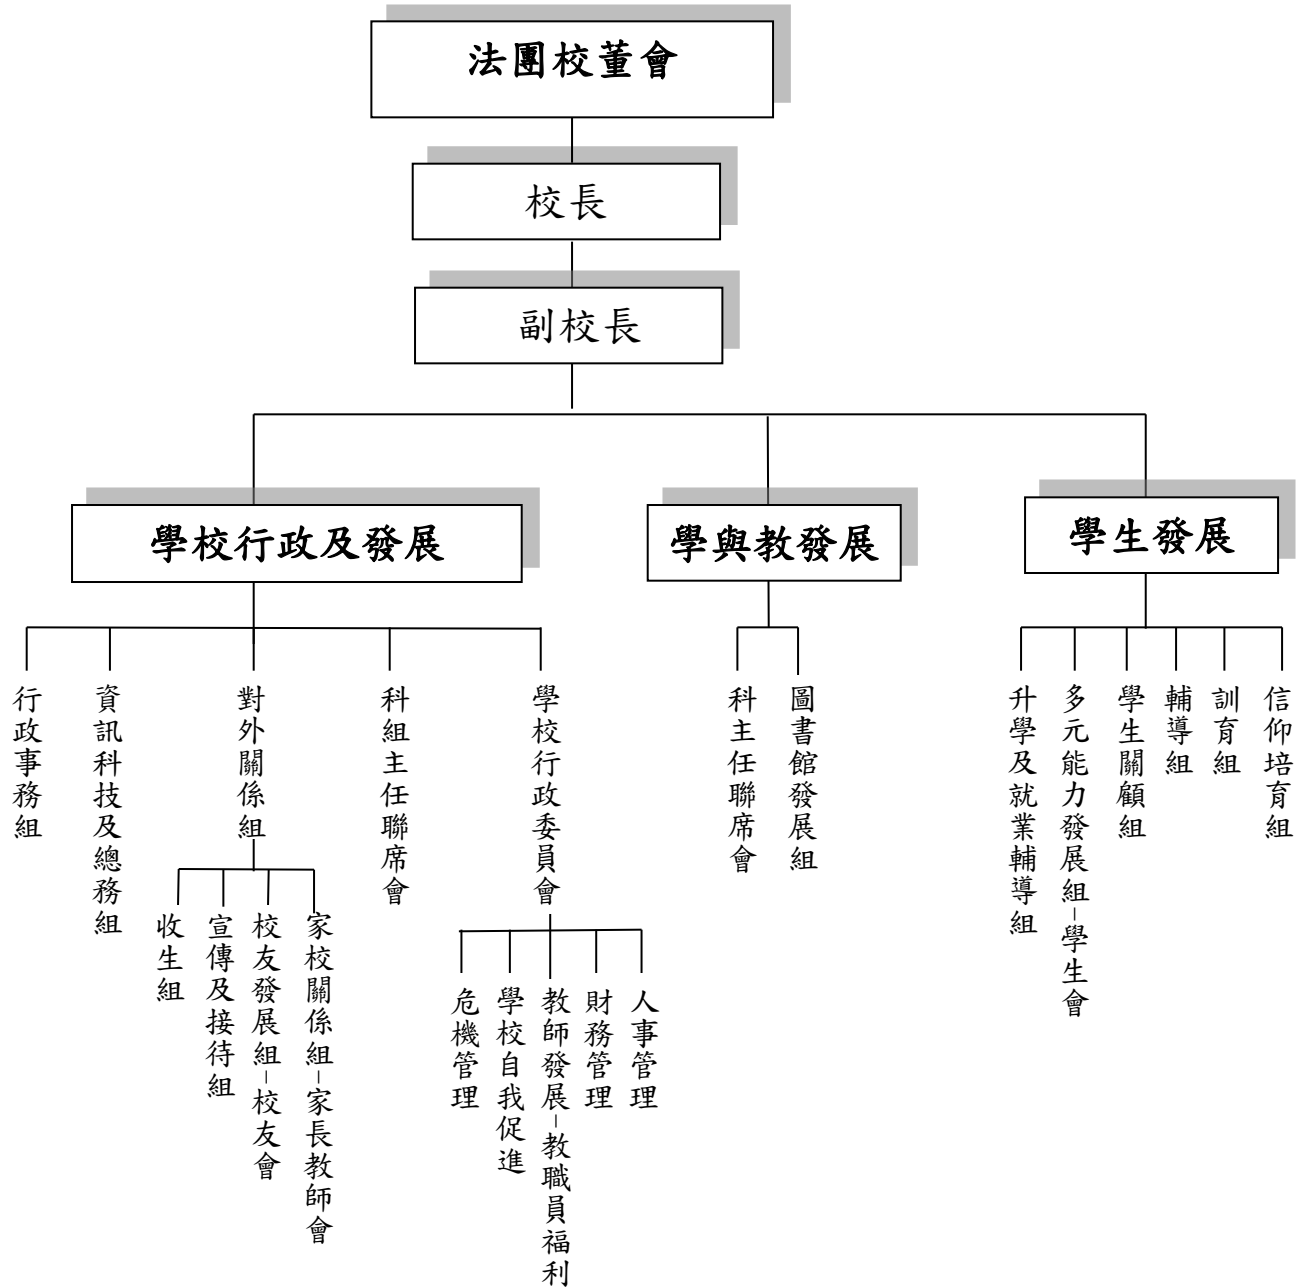 法團校董會
校長
副校長
學校行政及發展
學與教發展
學生發展
行政事務組
資訊科技及總務組
對外關係組
科組主任聯席會
學校行政委員會
科主任聯席會
圖書館發展組
升學及就業輔導組
多元能力發展組-學生會
學生關顧組
輔導組
訓育組
信仰培育組
收生組
宣傳及接待組
校友發展組-校友會
家校關係組-家長教師會
危機管理
學校自我促進
教師發展-教職員福利
財務管理
人事管理